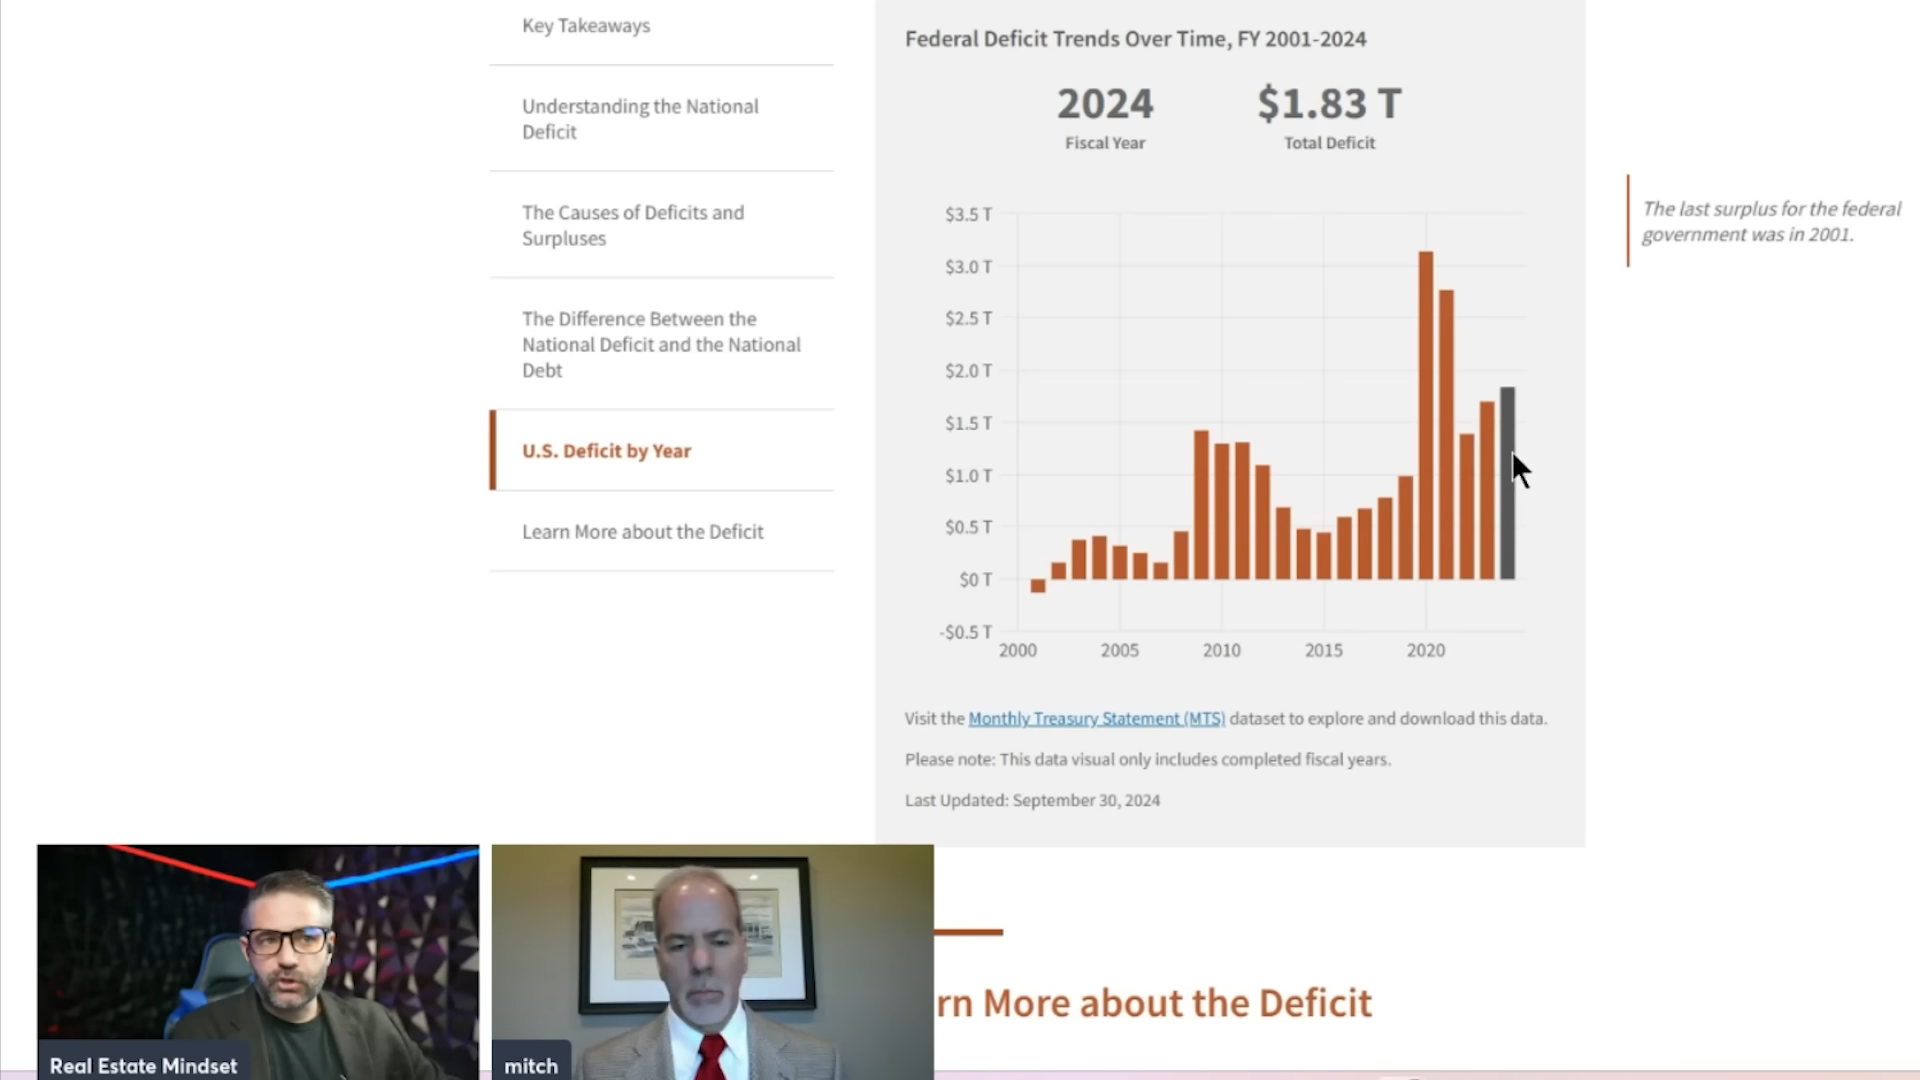 Key Takeaways
Understanding the National
Deficit
The Causes of Deficits and
Surpluses
The Difference Between the
National Deficit and the National
Debt
U.S. Deficit by Year
Learn More about the Deficit
Federal Deficit Trends Over Time, FY 2001-2024
2024
Fiscal Year
$1.83 T
Total Deficit
$3.5 T
$3.0 T
$2.5 T
$2.0 T
$1.5 T
$1.0 T
$0.5 T
$0 T
-$0.5 T
2000 2005 2010 2015 2020
Visit the Monthly Treasury Statement (MTS) dataset to explore and download this data.
Please note: This data visual only includes completed fiscal years.
Last Updated: September 30, 2024
The last surplus for the federal
government was in 2001.
rn More about the Deficit
Real Estate Mindset
mitch